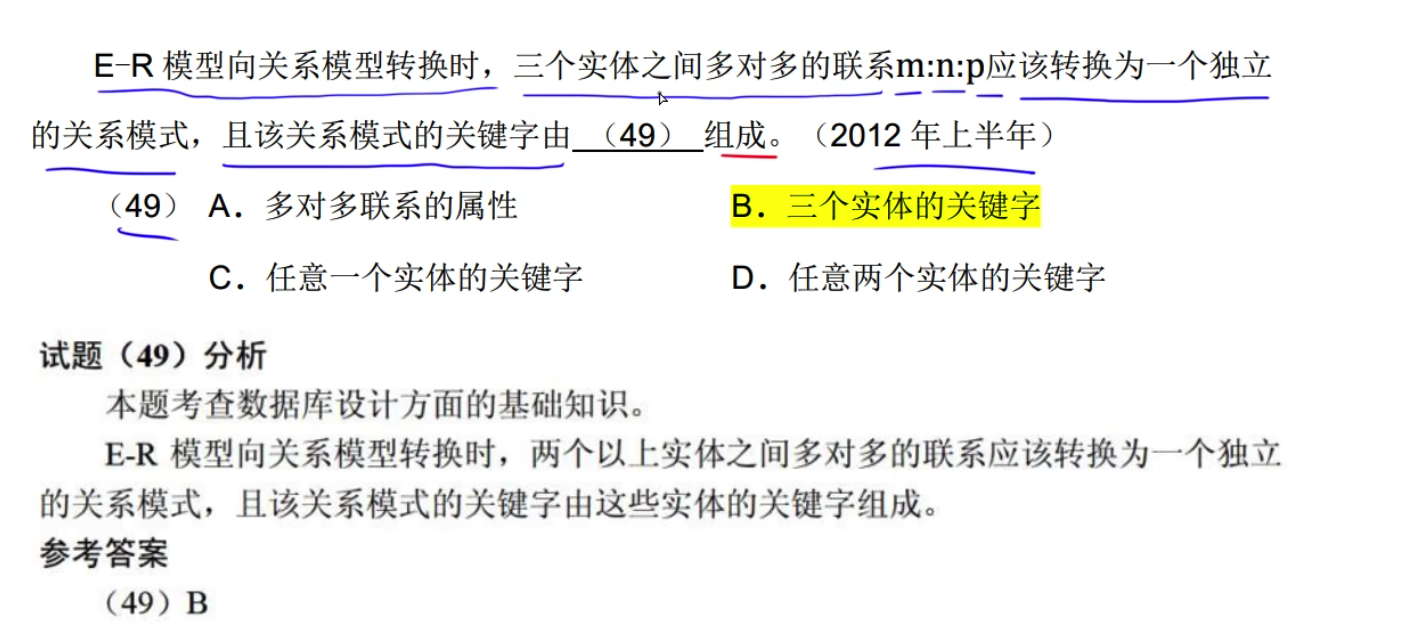 E-R 模型向关系模型转换时，三个实体之间多对多的联系m:n:p应该转换为一个独立
的关系模式，且该关系模式的关键字由 （49） 组成。（2012 年上半年）
（49） A．多对多联系的属性 B．三个实体的关键字
C．任意一个实体的关键字 D．任意两个实体的关键字
试题（49）分析
本题考查数据库设计方面的基础知识。
E-R 模型向关系模型转换时，两个以上实体之间多对多的联系应该转换为一个独立
的关系模式，且该关系模式的关键字由这些实体的关键字组成。
参考答案
（49）B